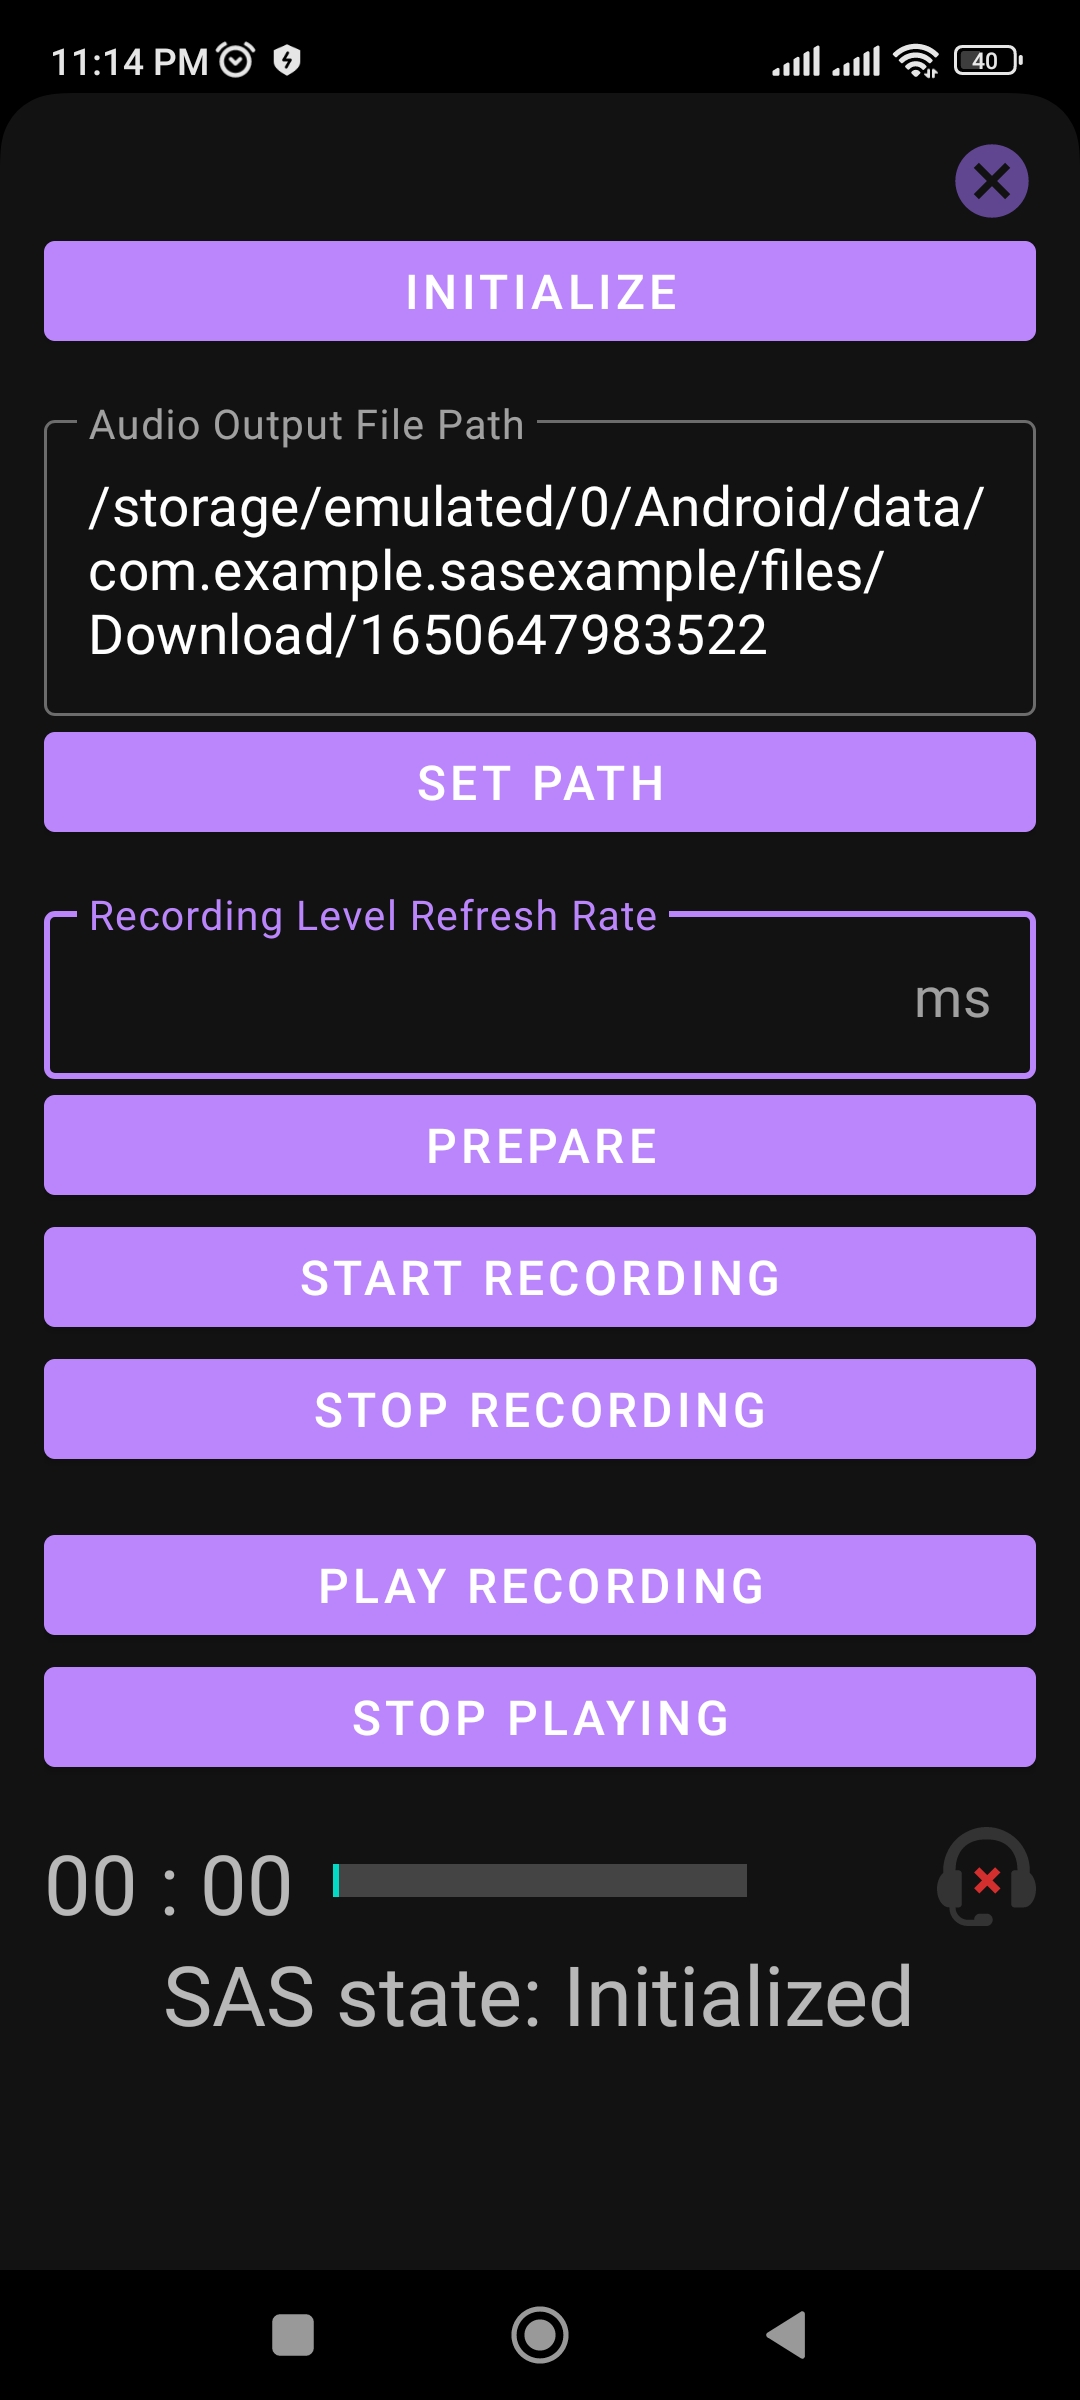 11:14 PM
40
INITIALIZE
Audio Output File Path
/storage/emulated/0/Android/data/
com.example.sasexample/files/
Download/1650647983522
SET PATH
Recording Level Refresh Rate
ms
PREPARE
START RECORDING
STOP RECORDING
PLAY RECORDING
STOP PLAYING
00 : 00
SAS state: Initialized